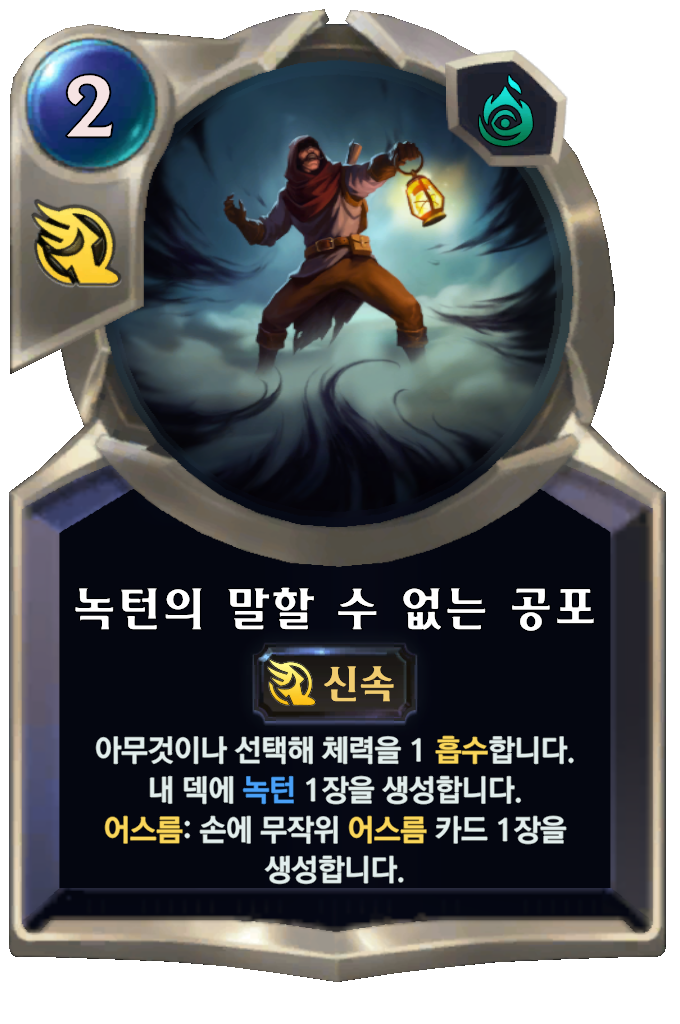 2
녹턴의 말할 수 없는 공포
신속
아무것이나 선택해 체력을 1 흡수합니다.
내 덱에 녹턴 1장을 생성합니다.
어스름: 손에 무작위 어스름 카드 1장을
생성합니다.